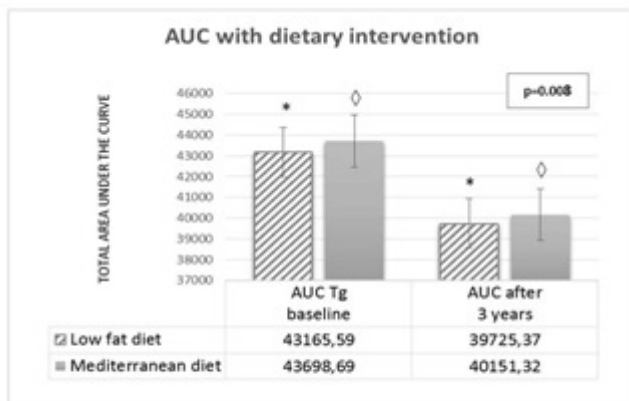 AUC with dietary intervention
TOTAL AREA UNDER THE CURVE
p=0.008
46000
45000
44000
43000
42000
41000
40000
39000
38000
37000
*
◊
*
◊
AUC Tg baseline
AUC after 3 years
Low fat diet 43165,59 39725,37
Mediterranean diet 43698,69 40151,32